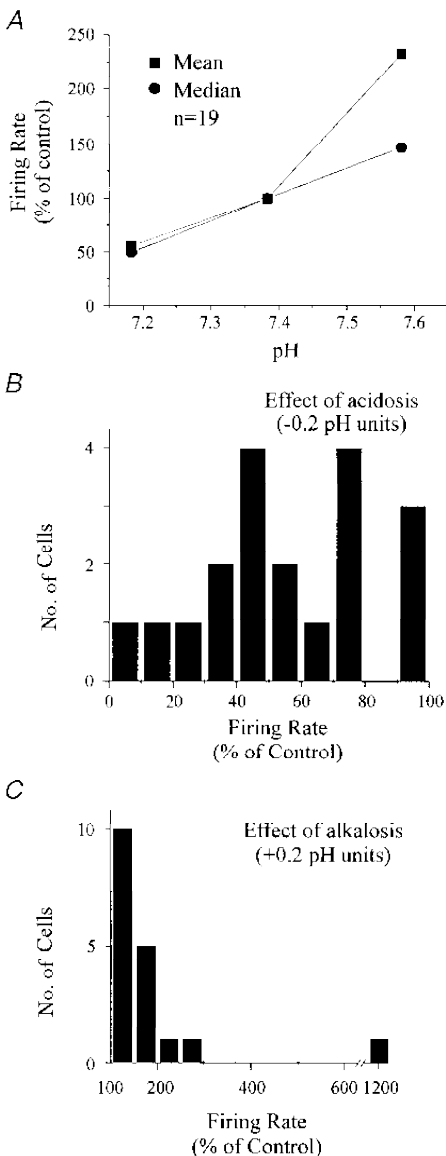 A
Firing Rate
(% of control)
250
200
150
100
50
0
Mean
Median
n=19
7.2 7.3 7.4 7.5 7.6
pH
B
Effect of acidosis
(-0.2 pH units)
No. of Cells
4
2
0
0 20 40 60 80 100
Firing Rate
(% of Control)
C
Effect of alkalosis
(+0.2 pH units)
No. of Cells
10
5
0
100 200 400 600 1200
Firing Rate
(% of Control)